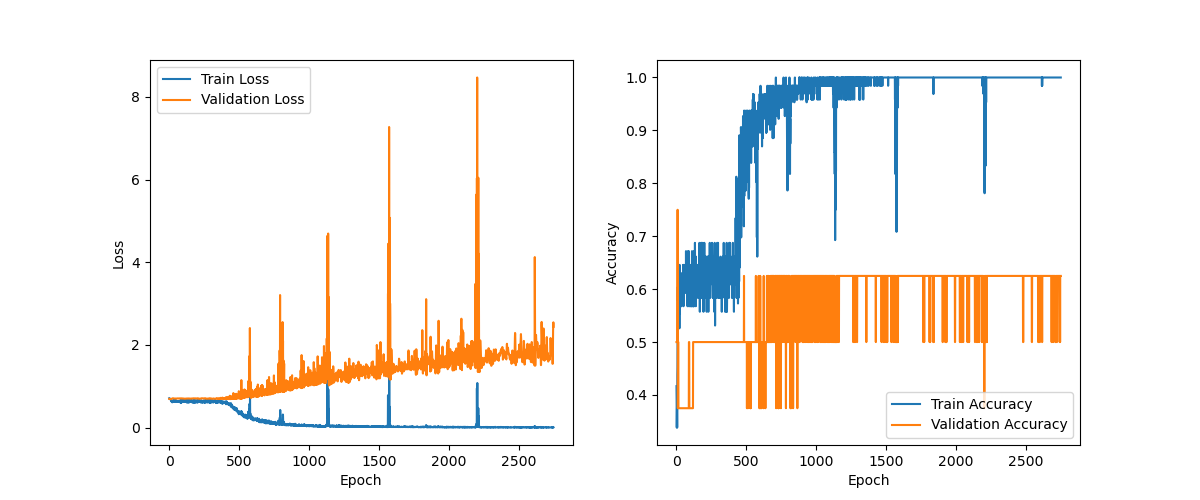 Train Loss
Validation Loss
Loss
8
6
4
2
0
0 500 1000 1500 2000 2500
Epoch
Accuracy
1.0
0.9
0.8
0.7
0.6
0.5
0.4
Train Accuracy
Validation Accuracy
0 500 1000 1500 2000 2500
Epoch